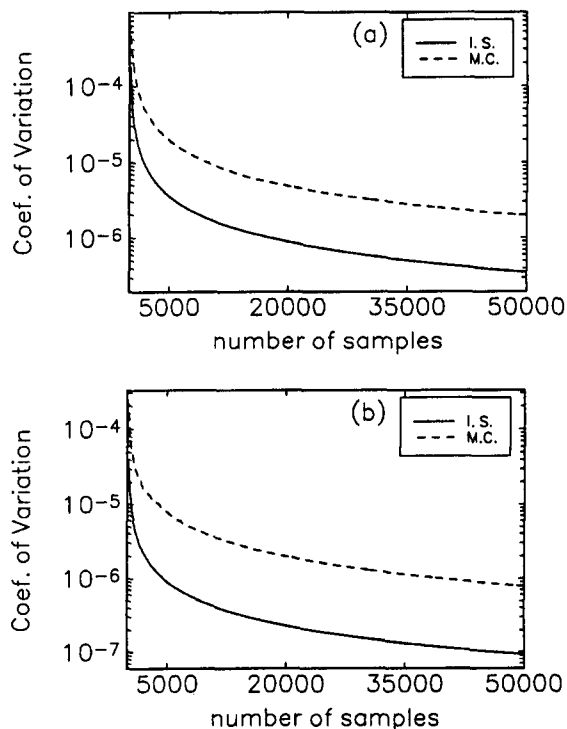 (a)
I.S.
M.C.
10-4
10-5
10-6
Coef. of Variation
5000 20000 35000 50000
number of samples
(b)
I.S.
M.C.
10-4
10-5
10-6
10-7
Coef. of Variation
5000 20000 35000 50000
number of samples